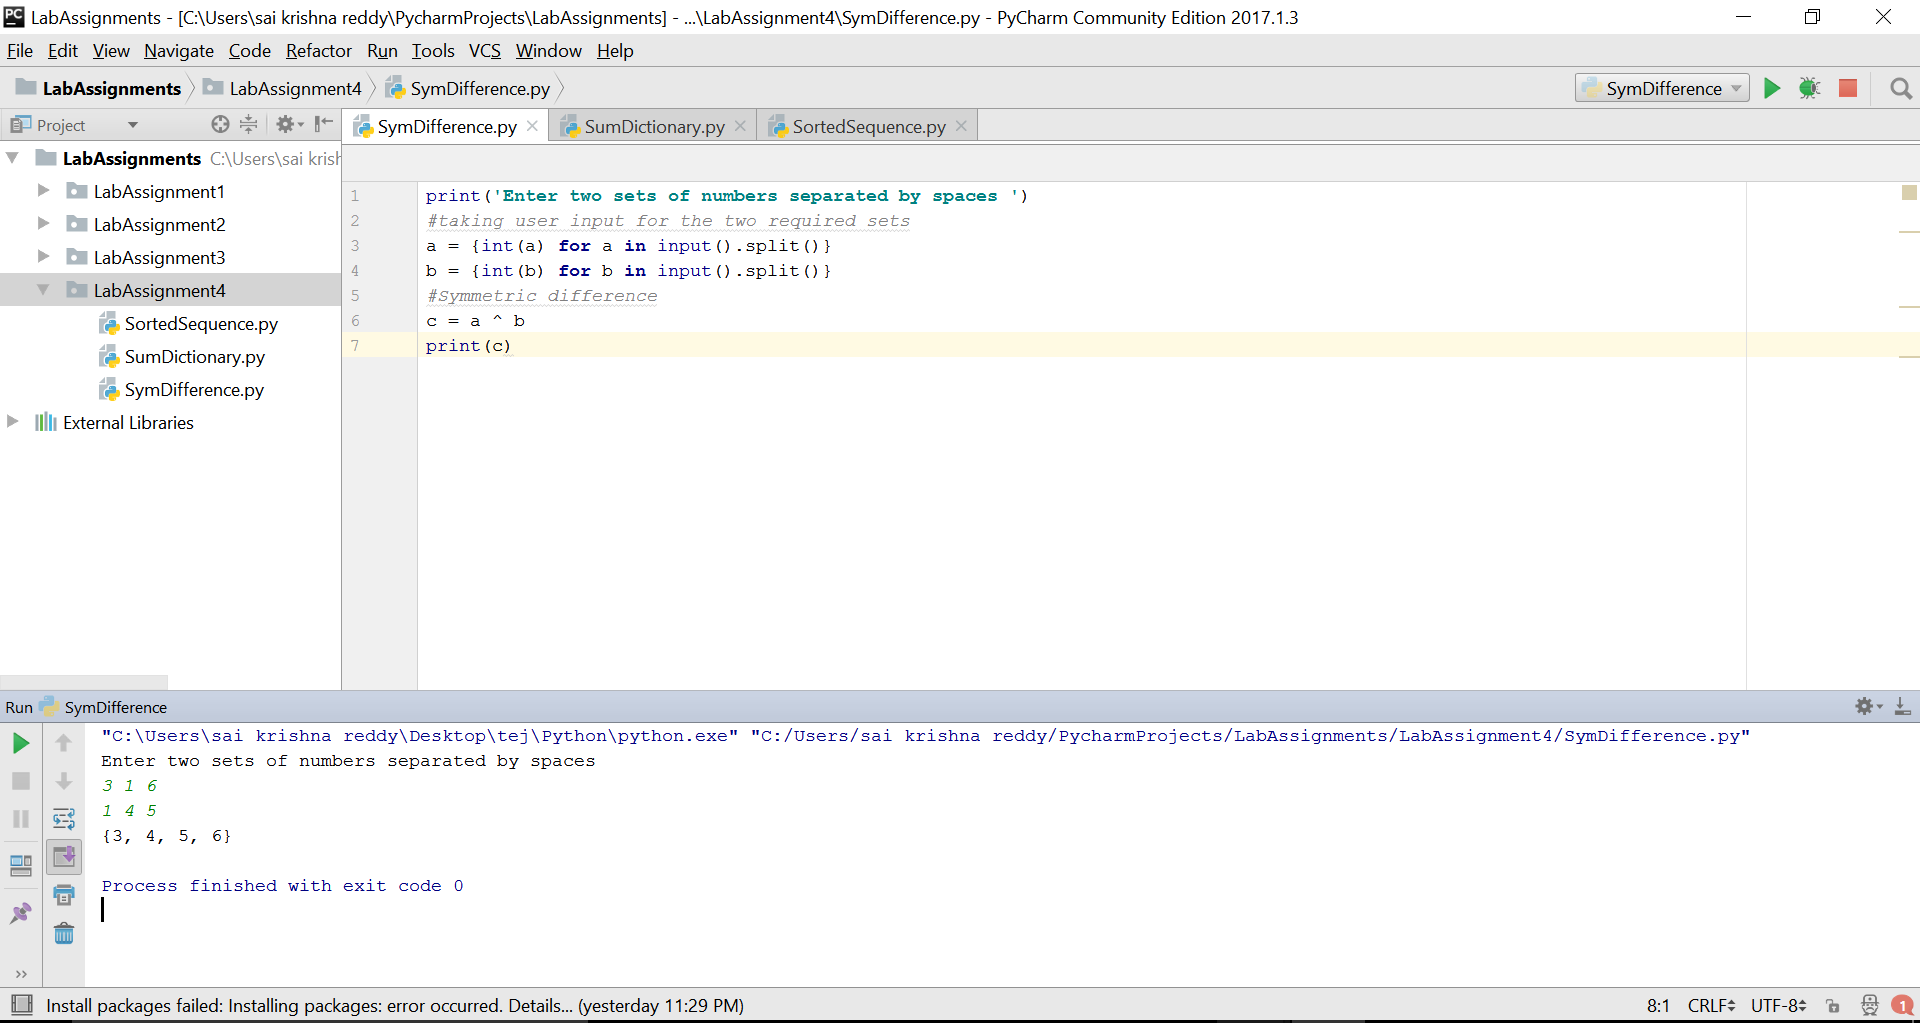 PC LabAssignments - [C:\Users\sai krishna reddy\PycharmProjects\LabAssignments] - ...\LabAssignment4\SymDifference.py - PyCharm Community Edition 2017.1.3
File Edit View Navigate Code Refactor Run Tools VCS Window Help
LabAssignments LabAssignment4 SymDifference.py SymDifference
Project SymDifference.py SumDictionary.py SortedSequence.py
LabAssignments C:\Users\sai krish
LabAssignment1
LabAssignment2
LabAssignment3
LabAssignment4
SortedSequence.py
SumDictionary.py
SymDifference.py
External Libraries
1 print('Enter two sets of numbers separated by spaces ')
2 #taking user input for the two required sets
3 a = {int(a) for a in input().split()}
4 b = {int(b) for b in input().split()}
5 #Symmetric difference
6 c = a ^ b
7 print(c)
Run SymDifference
"C:\Users\sai krishna reddy\Desktop\tej\Python\python.exe" "C:/Users/sai krishna reddy/PycharmProjects/LabAssignments/LabAssignment4/SymDifference.py"
Enter two sets of numbers separated by spaces
3 1 6
1 4 5
{3, 4, 5, 6}
Process finished with exit code 0
Install packages failed: Installing packages: error occurred. Details... (yesterday 11:29 PM) 8:1 CRLF UTF-8 1